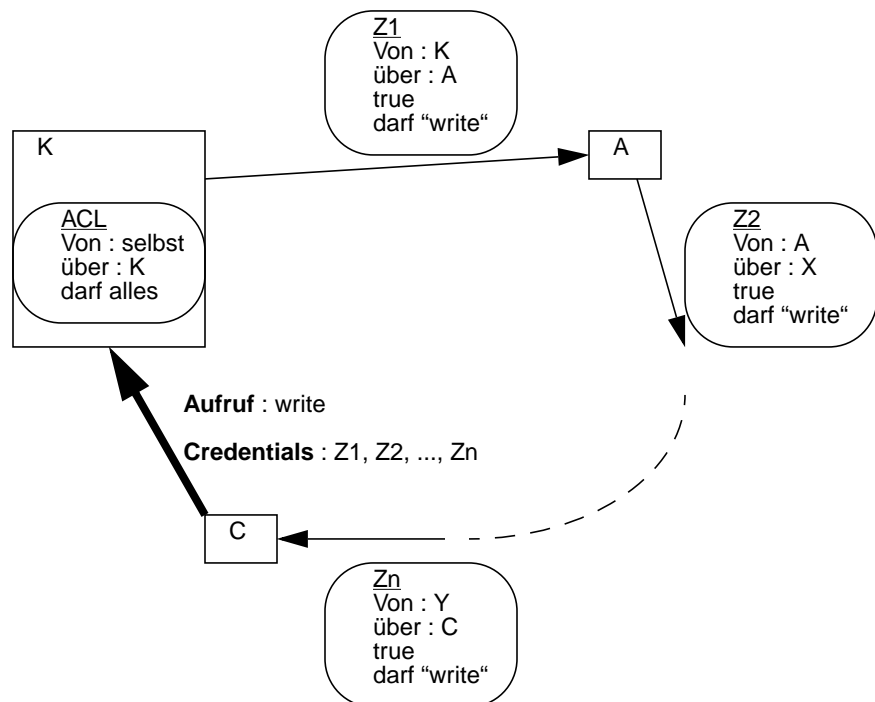 Z1
Von : K
über : A
true
darf "write“
K
A
ACL
Von : selbst
über : K
darf alles
Z2
Von : A
über : X
true
darf "write“
Aufruf : write
Credentials : Z1, Z2, ..., Zn
C
Zn
Von : Y
über : C
true
darf "write“